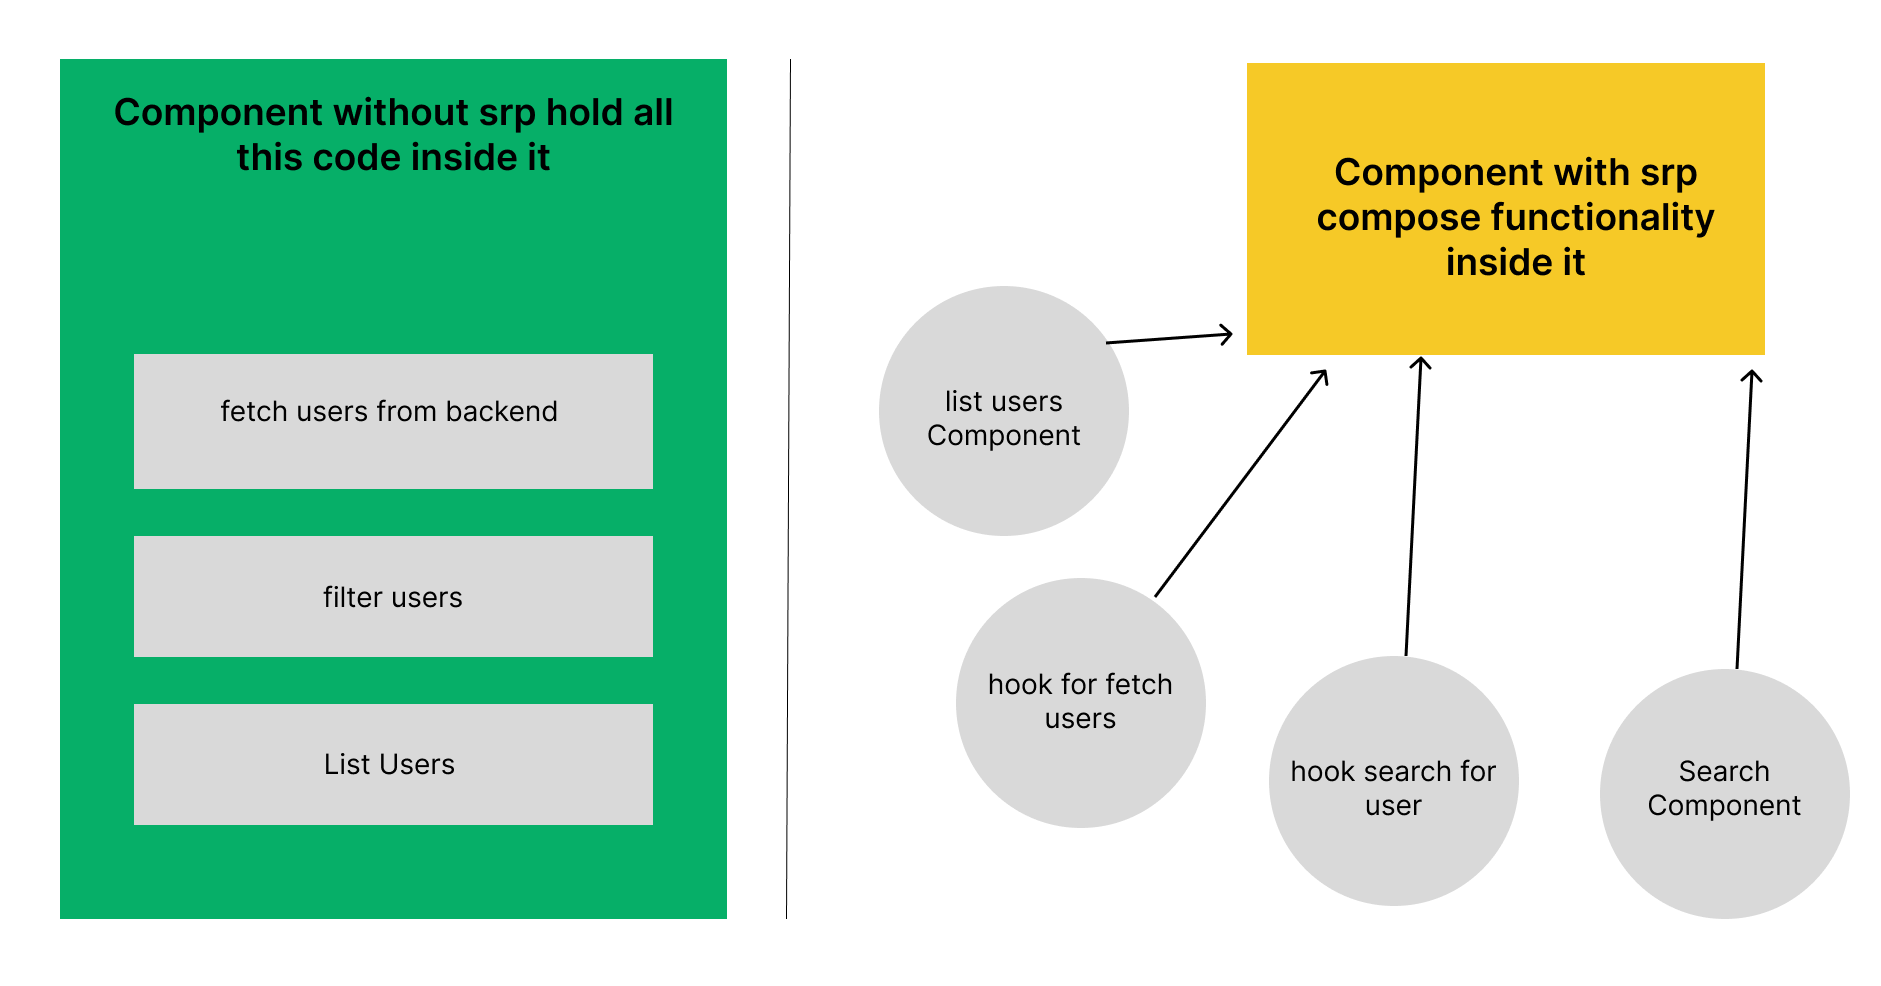 Component without srp hold all
this code inside it
fetch users from backend
filter users
List Users
Component with srp
compose functionality
inside it
list users
Component
hook for fetch
users
hook search for
user
Search
Component